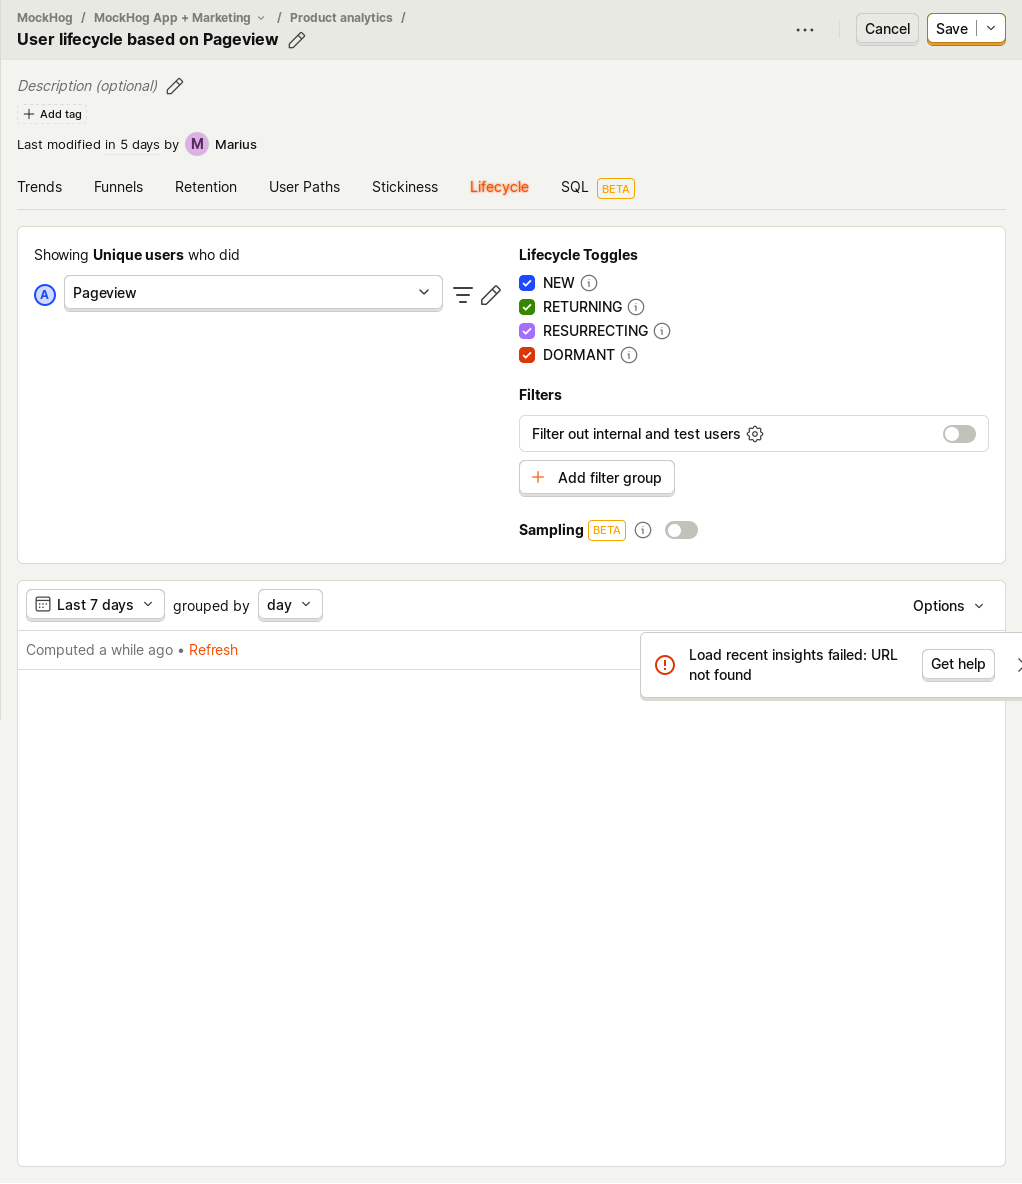 MockHog / MockHog App + Marketing / Product analytics /
User lifecycle based on Pageview
Cancel
Save
Description (optional)
Add tag
Last modified in 5 days by M Marius
Trends
Funnels
Retention
User Paths
Stickiness
Lifecycle
SQL BETA
Showing Unique users who did
A
Pageview
Lifecycle Toggles
NEW
RETURNING
RESURRECTING
DORMANT
Filters
Filter out internal and test users
Add filter group
Sampling BETA
Last 7 days
grouped by
day
Options
Computed a while ago • Refresh
Load recent insights failed: URL
not found
Get help